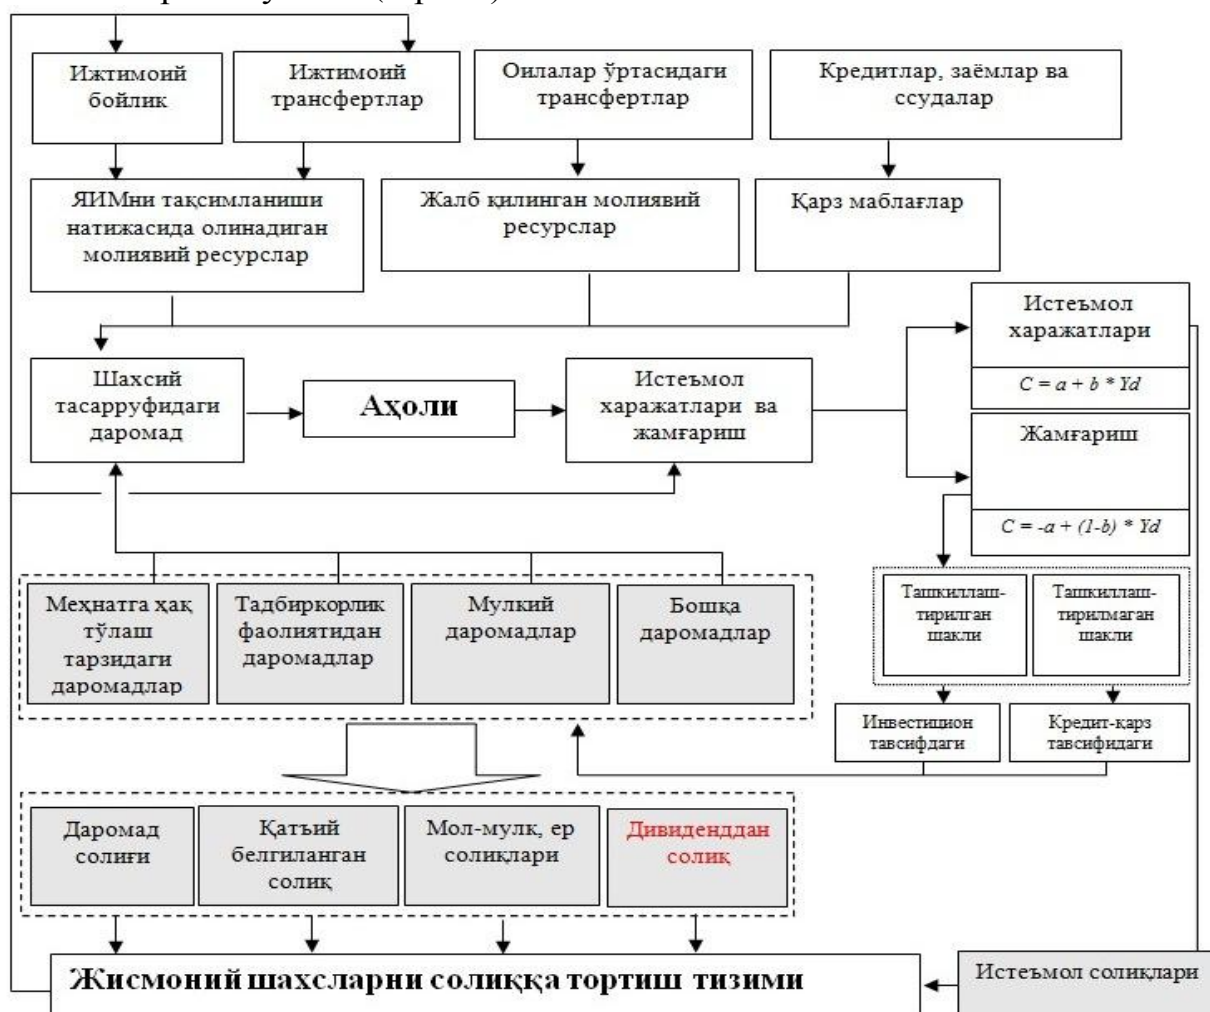 Ижтимоий
бойлик
Ижтимоий
трансфертлар
Оилалар ўртасидаги
трансфертлар
Кредитлар, заёмлар ва
ссудалар
ЯИМни тақсимланиши
натижасида олинадиган
молиявий ресурслар
Жалб қилинган молиявий
ресурслар
Қарз маблағлар
Истеъмол
харажатлари
C = a + b * Yd
Шахсий
тасарруфидаги
даромад
Аҳоли
Истеъмол
харажатлари ва
жамғариш
Жамғариш
C = -a + (1-b) * Yd
Меҳнатга ҳақ
тўлаш
тарзидаги
даромадлар
Тадбиркорлик
фаолиятидан
даромадлар
Мулкий
даромадлар
Бошқа
даромадлар
Ташкиллаш-
тирилган
шакли
Ташкиллаш-
тирилмаган
шакли
Инвестицион
тавсифдаги
Кредит-қарз
тавсифидаги
Даромад
солиғи
Қатъий
белгиланган
солиқ
Мол-мулк, ер
солиқлари
Дивиденддан
солиқ
Жисмоний шахсларни солиққа тортиш тизими
Истеъмол солиқлари